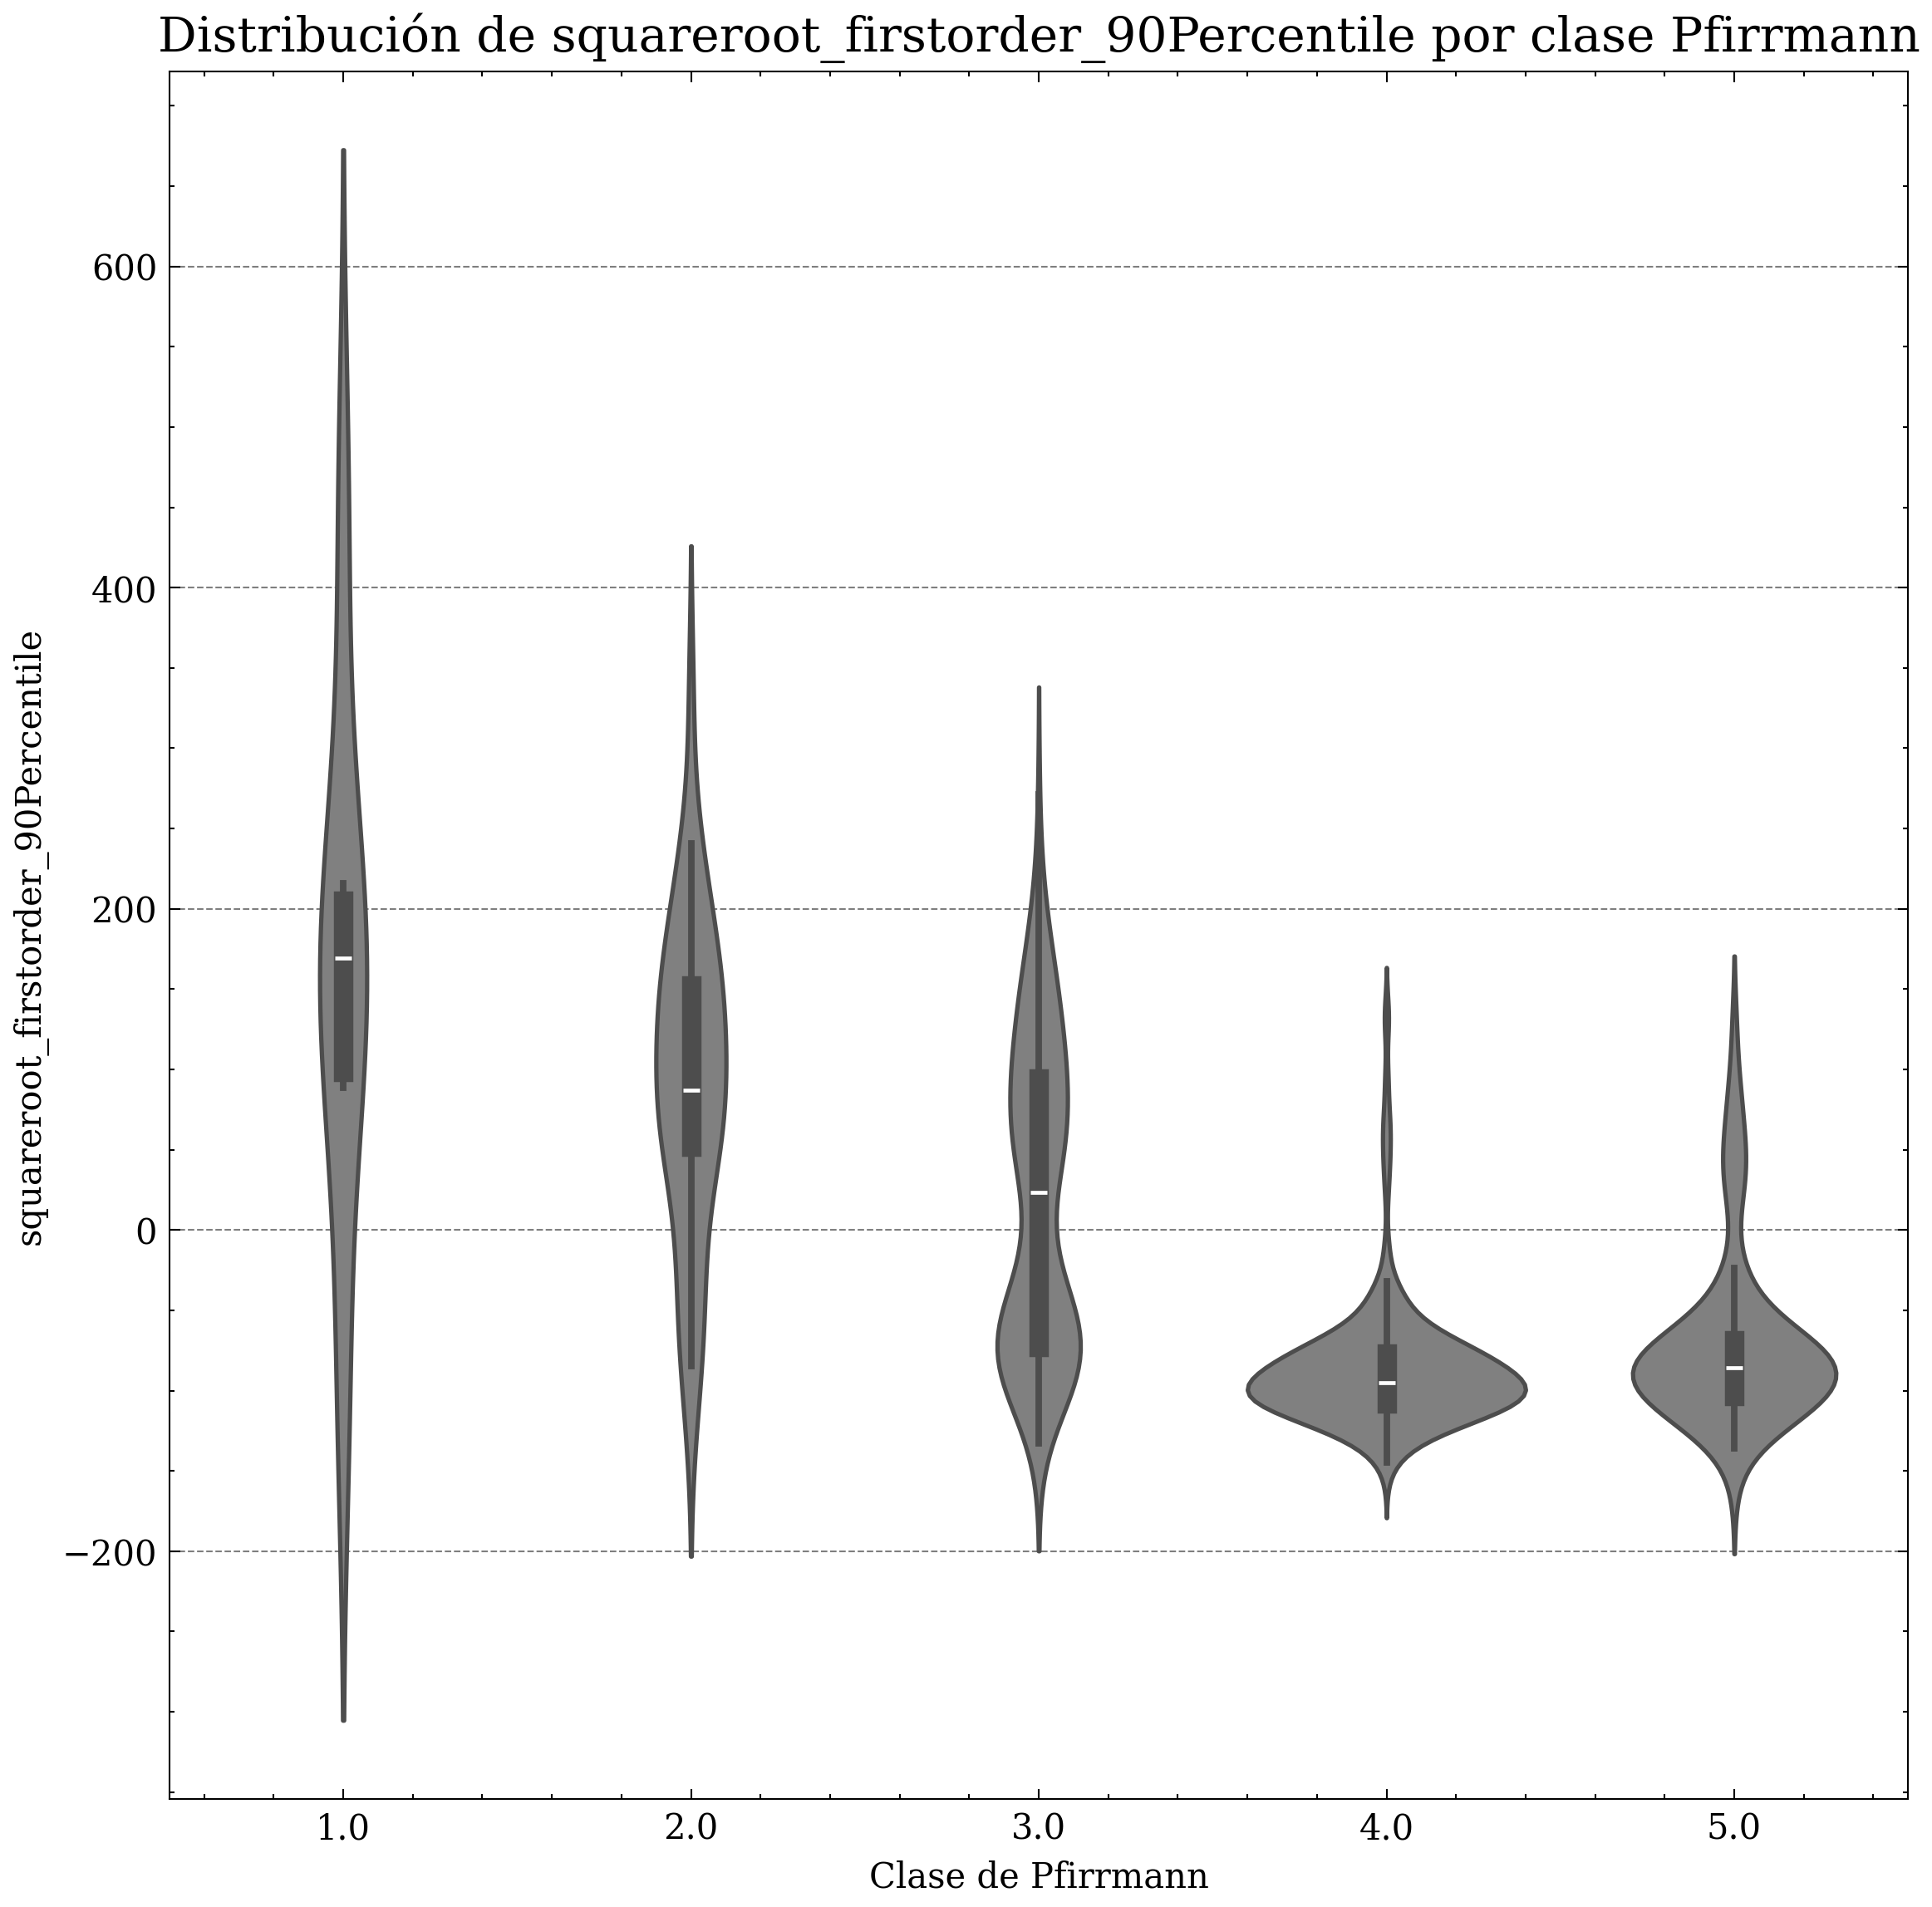 Distribución de squareroot_firstorder_90Percentile por clase Pfirrmann
squareroot_firstorder_90Percentile
600
400
200
0
−200
1.0 2.0 3.0 4.0 5.0
Clase de Pfirrmann